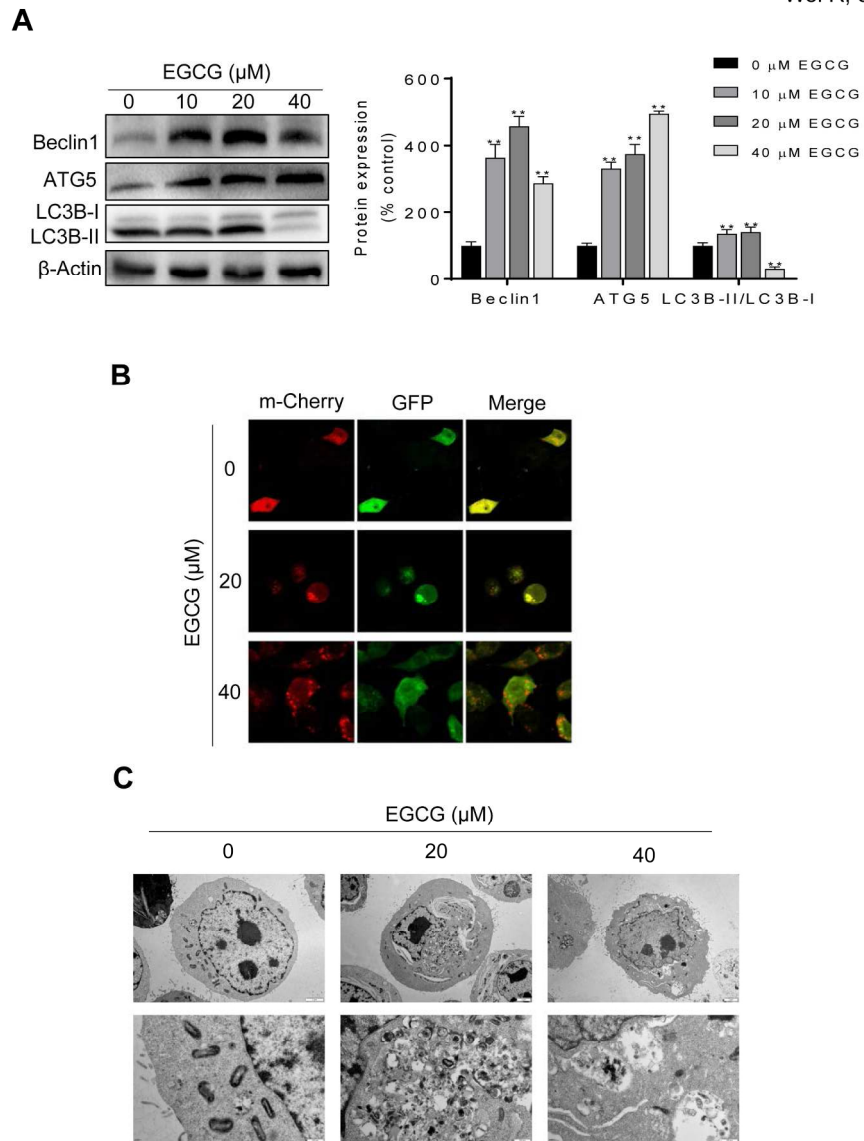 A
EGCG (μM)
0 10 20 40
Beclin1
ATG5
LC3B-I
LC3B-II
β-Actin
Protein expression
(% control)
600
400
200
0
** ** ** ** ** ** ** ** **
Beclin1 ATG5 LC3B-II/LC3B-I
0 μM EGCG
10 μM EGCG
20 μM EGCG
40 μM EGCG
B
m-Cherry GFP Merge
EGCG (μM)
0
20
40
C
EGCG (μM)
0 20 40